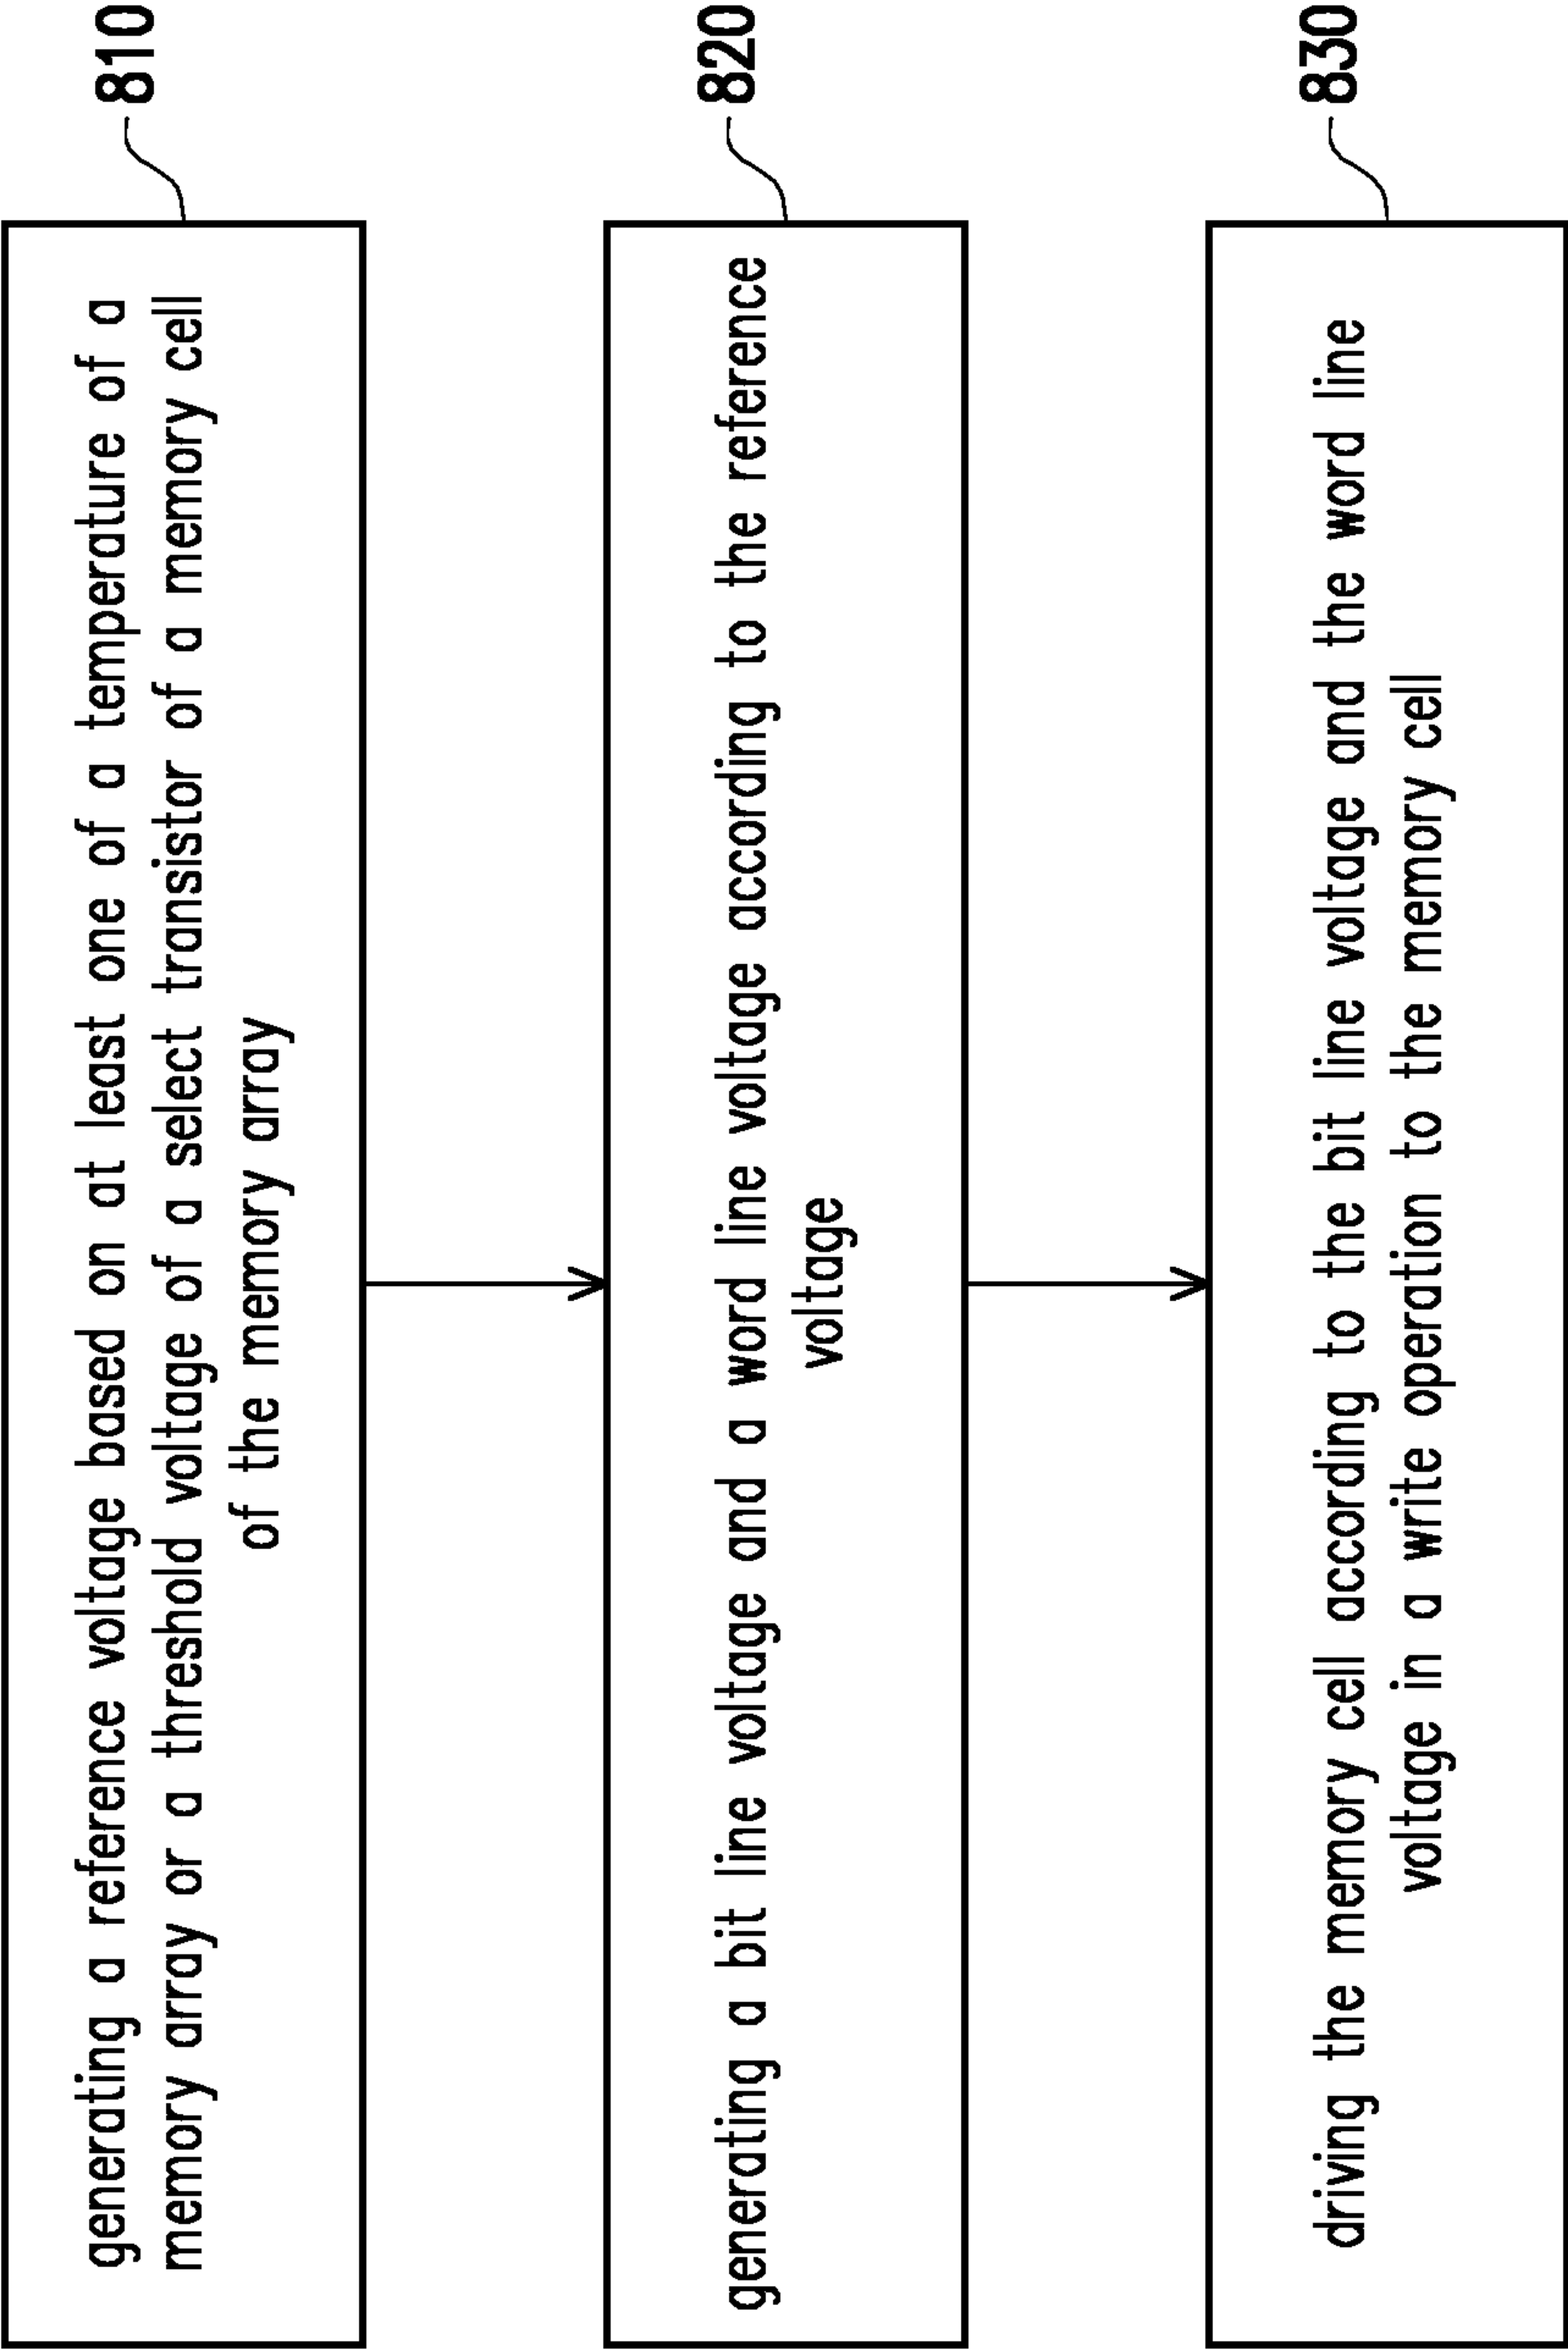 generating a reference voltage based on at least one of a temperature of a
memory array or a threshold voltage of a select transistor of a memory cell
of the memory array
810
generating a bit line voltage and a word line voltage according to the reference
voltage
820
driving the memory cell according to the bit line voltage and the word line
voltage in a write operation to the memory cell
830